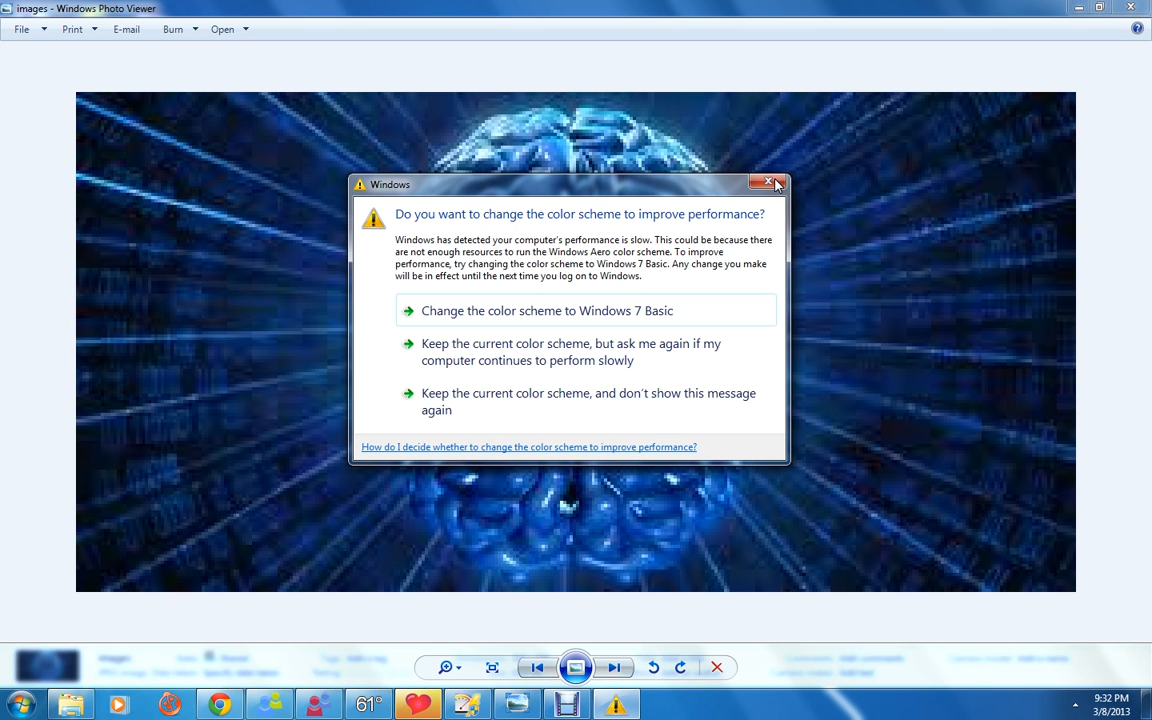 images - Windows Photo Viewer
File Print E-mail Burn Open
Windows
Do you want to change the color scheme to improve performance?
Windows has detected your computer's performance is slow. This could be because there
are not enough resources to run the Windows Aero color scheme. To improve
performance, try changing the color scheme to Windows 7 Basic. Any change you make
will be in effect until the next time you log on to Windows.
Change the color scheme to Windows 7 Basic
Keep the current color scheme, but ask me again if my
computer continues to perform slowly
Keep the current color scheme, and don't show this message
again
How do I decide whether to change the color scheme to improve performance?
61°
9:32 PM
3/8/2013